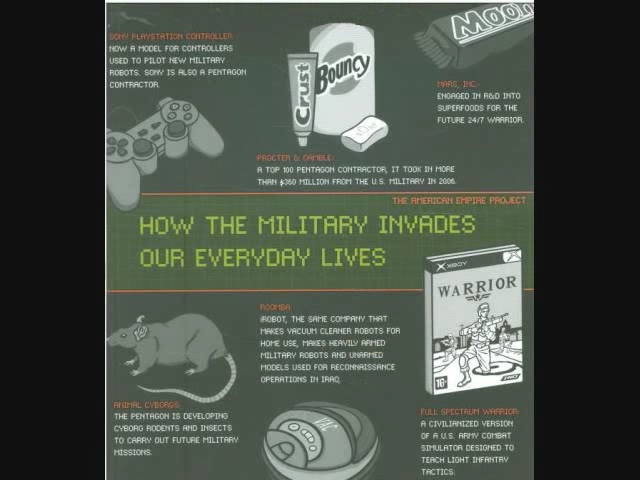 SONY PLAYSTATION CONTROLLER:
NOW A MODEL FOR CONTROLLERS
USED TO PILOT NEW MILITARY
ROBOTS. SONY IS ALSO A PENTAGON
CONTRACTOR.
Crust
Bouncy
MOON
MARS, INC.:
ENGAGED IN R&D INTO
SUPERFOODS FOR THE
FUTURE 24/7 WARRIOR.
PROCTER & GAMBLE:
A TOP 100 PENTAGON CONTRACTOR, IT TOOK IN MORE
THAN $360 MILLION FROM THE U.S. MILITARY IN 2006.
THE AMERICAN EMPIRE PROJECT
HOW THE MILITARY INVADES
OUR EVERYDAY LIVES
XBOY
WARRIOR
16+
ROOMBA:
iROBOT, THE SAME COMPANY THAT
MAKES VACUUM CLEANER ROBOTS FOR
HOME USE, MAKES HEAVILY ARMED
MILITARY ROBOTS AND UNARMED
MODELS USED FOR RECONNAISSANCE
OPERATIONS IN IRAQ.
ANIMAL CYBORGS:
THE PENTAGON IS DEVELOPING
CYBORG RODENTS AND INSECTS
TO CARRY OUT FUTURE MILITARY
MISSIONS.
VAC
FULL SPECTRUM WARRIOR:
A CIVILIANIZED VERSION
OF A U.S. ARMY COMBAT
SIMULATOR DESIGNED TO
TEACH LIGHT INFANTRY
TACTICS.